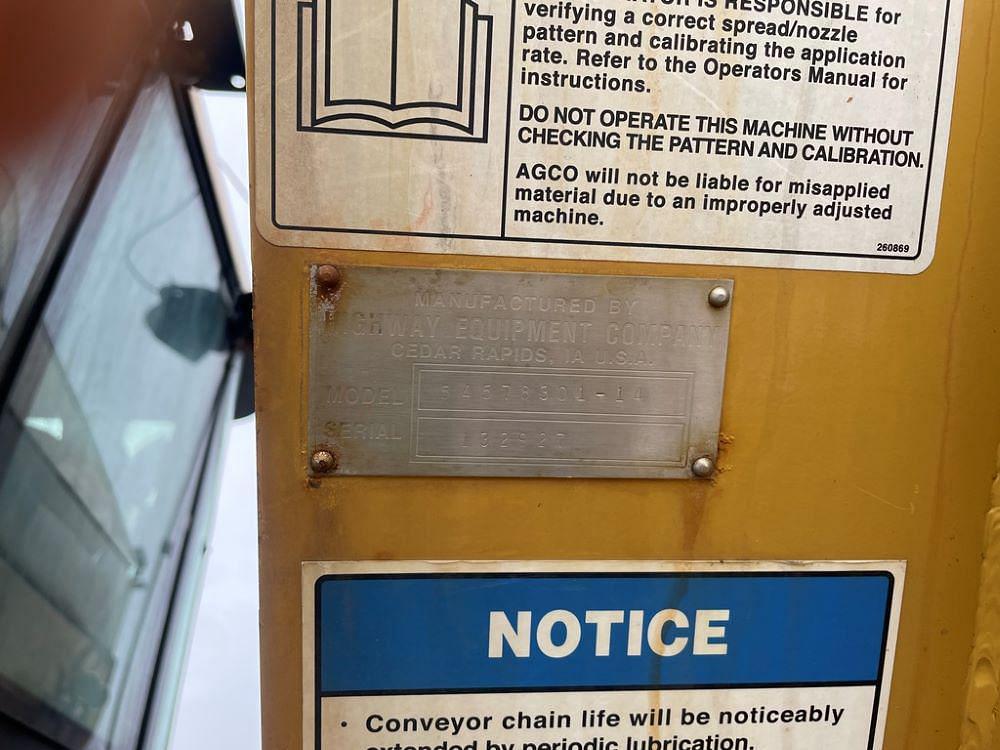 IS RESPONSIBLE for
verifying a correct spread/nozzle
pattern and calibrating the application
rate. Refer to the Operators Manual for
instructions.
DO NOT OPERATE THIS MACHINE WITHOUT
CHECKING THE PATTERN AND CALIBRATION.
AGCO will not be liable for misapplied
material due to an improperly adjusted
machine.
260869
MANUFACTURED BY
HIGHWAY EQUIPMENT COMPANY
CEDAR RAPIDS, IA U.S.A.
MODEL 54578301-14
SERIAL
NOTICE
· Conveyor chain life will be noticeably
extended by periodic lubrication.